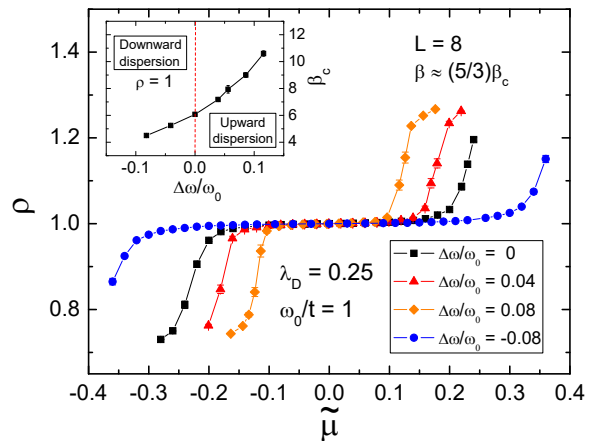 Downward
dispersion
ρ = 1
Upward
dispersion
12
10
8
6
4
β_c
-0.1
0.0
0.1
Δω/ω₀
L = 8
β ≈ (5/3)β_c
1.4
1.2
1.0
0.8
ρ
λ_D = 0.25
ω₀/t = 1
Δω/ω₀ = 0
Δω/ω₀ = 0.04
Δω/ω₀ = 0.08
Δω/ω₀ = -0.08
-0.4
-0.3
-0.2
-0.1
0.0
0.1
0.2
0.3
0.4
μ̃